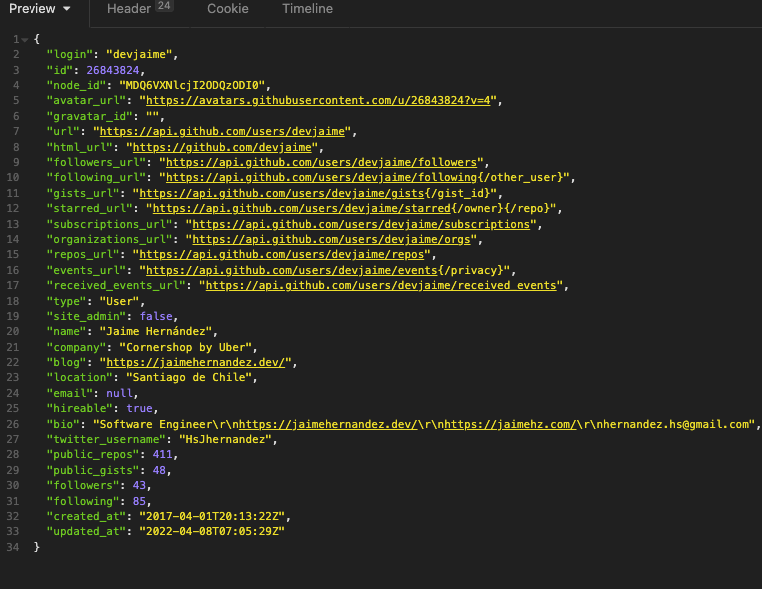 Preview Header 24 Cookie Timeline
1 {
2 "login": "devjaime",
3 "id": 26843824,
4 "node_id": "MDQ6VXNlcjI2ODQzODI0",
5 "avatar_url": "https://avatars.githubusercontent.com/u/26843824?v=4",
6 "gravatar_id": "",
7 "url": "https://api.github.com/users/devjaime",
8 "html_url": "https://github.com/devjaime",
9 "followers_url": "https://api.github.com/users/devjaime/followers",
10 "following_url": "https://api.github.com/users/devjaime/following{/other_user}",
11 "gists_url": "https://api.github.com/users/devjaime/gists{/gist_id}",
12 "starred_url": "https://api.github.com/users/devjaime/starred{/owner}{/repo}",
13 "subscriptions_url": "https://api.github.com/users/devjaime/subscriptions",
14 "organizations_url": "https://api.github.com/users/devjaime/orgs",
15 "repos_url": "https://api.github.com/users/devjaime/repos",
16 "events_url": "https://api.github.com/users/devjaime/events{/privacy}",
17 "received_events_url": "https://api.github.com/users/devjaime/received_events",
18 "type": "User",
19 "site_admin": false,
20 "name": "Jaime Hernández",
21 "company": "Cornershop by Uber",
22 "blog": "https://jaimehernandez.dev/",
23 "location": "Santiago de Chile",
24 "email": null,
25 "hireable": true,
26 "bio": "Software Engineer\r\nhttps://jaimehernandez.dev/\r\nhttps://jaimehz.com/\r\nhernandez.hs@gmail.com",
27 "twitter_username": "HsJhernandez",
28 "public_repos": 411,
29 "public_gists": 48,
30 "followers": 43,
31 "following": 85,
32 "created_at": "2017-04-01T20:13:22Z",
33 "updated_at": "2022-04-08T07:05:29Z"
34 }